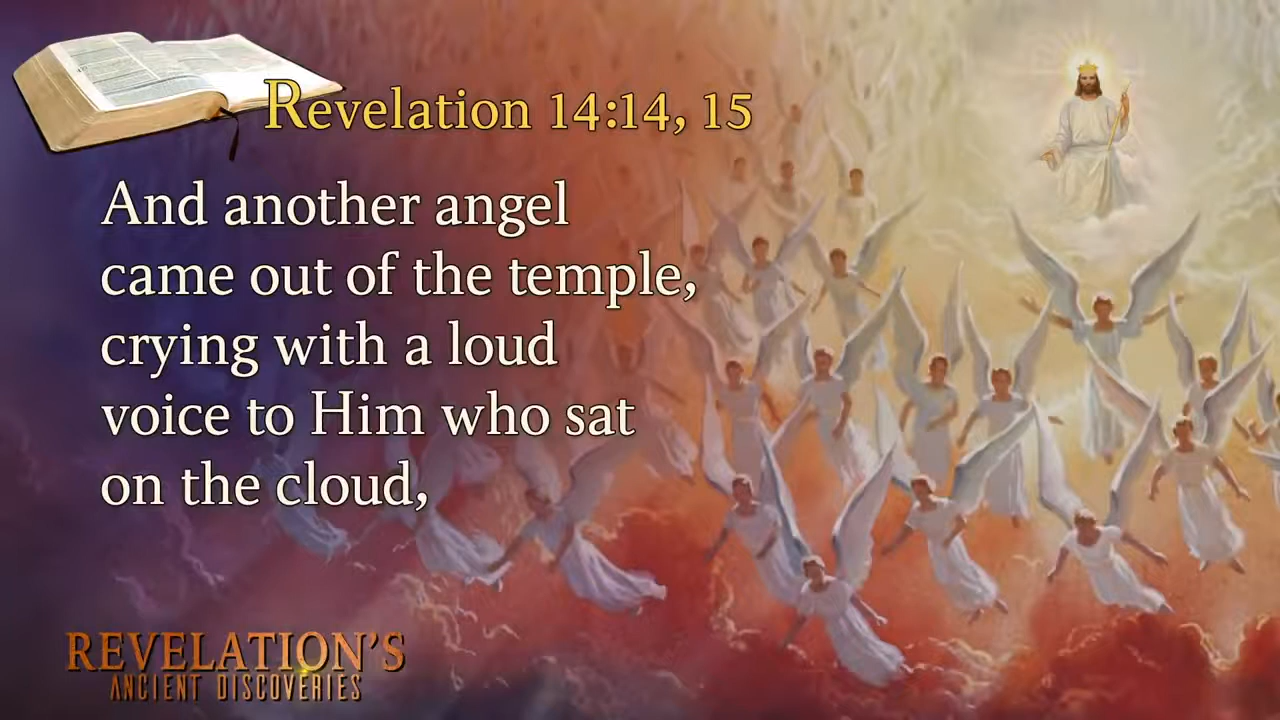 Revelation 14:14, 15
And another angel
came out of the temple,
crying with a loud
voice to Him who sat
on the cloud,
REVELATION'S
ANCIENT DISCOVERIES